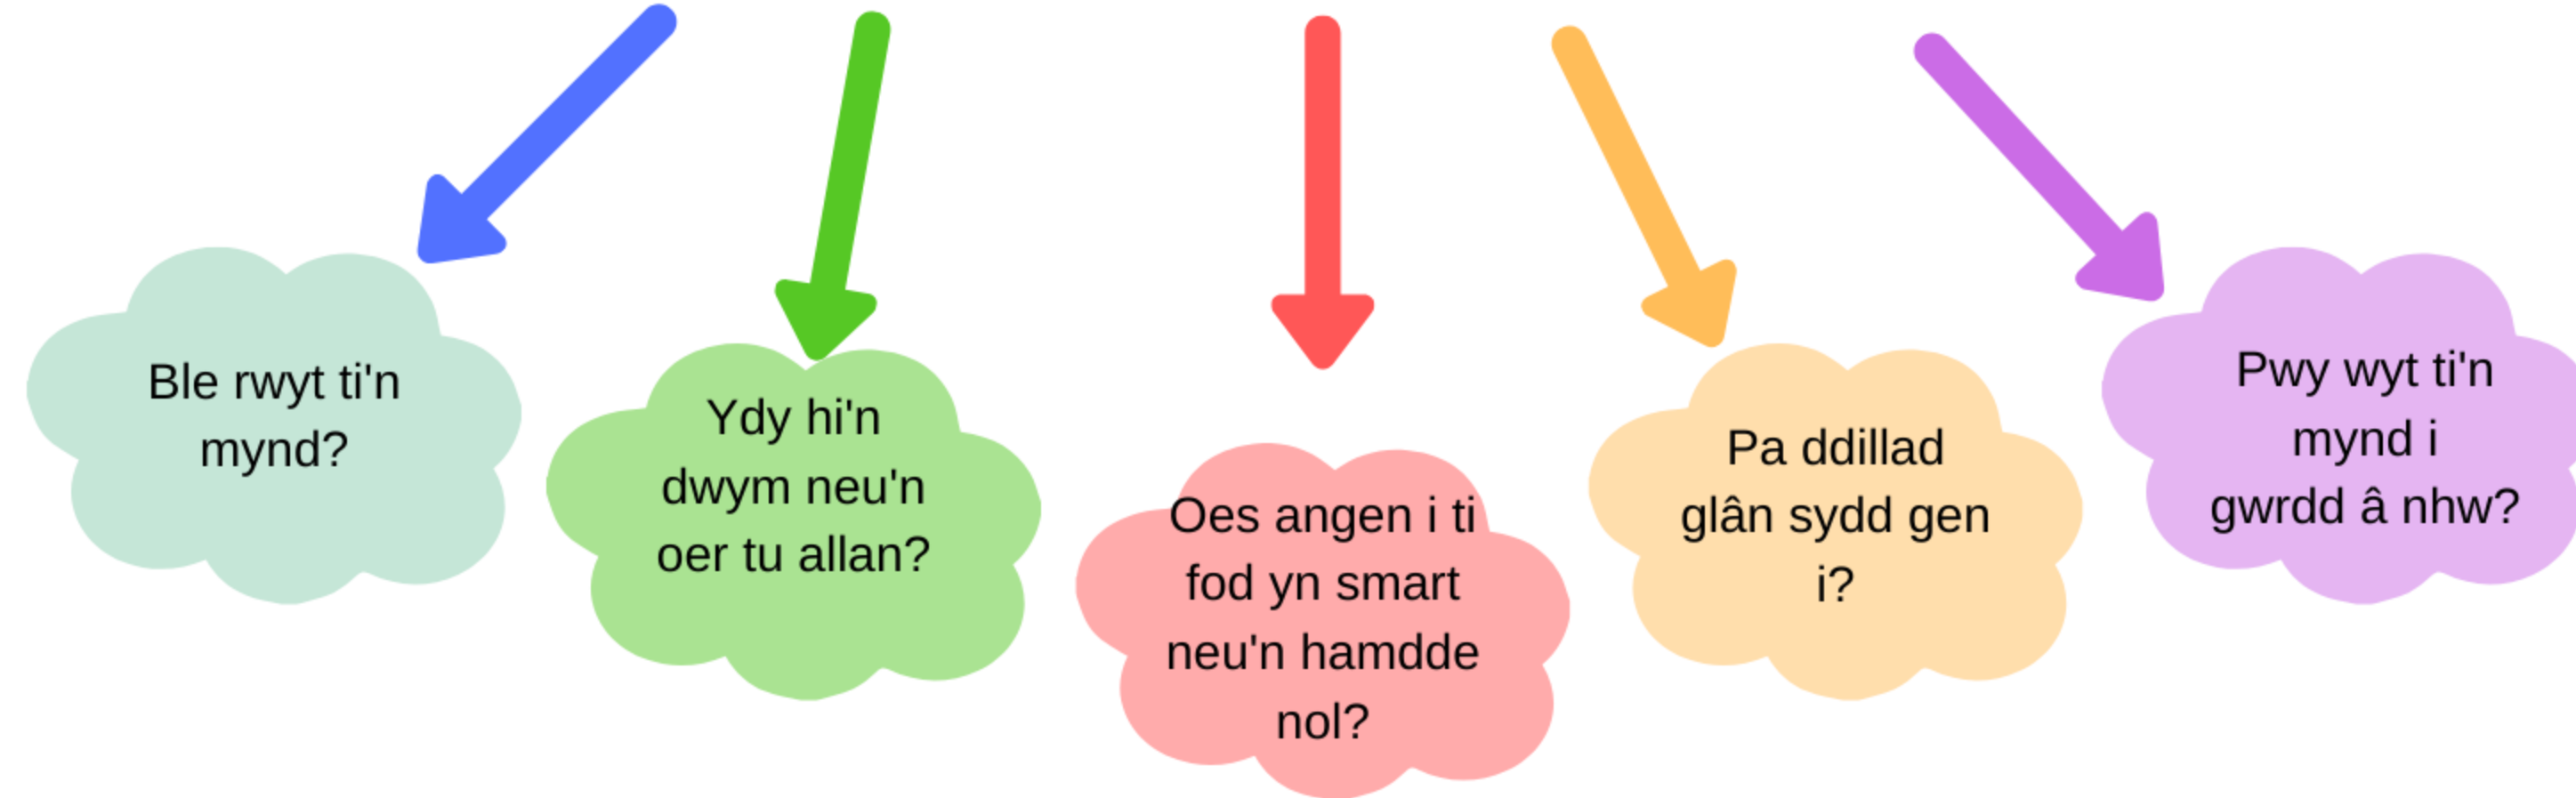 Ble rwyt ti'n
mynd?
Ydy hi'n
dwym neu'n
oer tu allan?
Oes angen i ti
fod yn smart
neu'n hamdde
nol?
Pa ddillad
glân sydd gen
i?
Pwy wyt ti'n
mynd i
gwrdd â nhw?